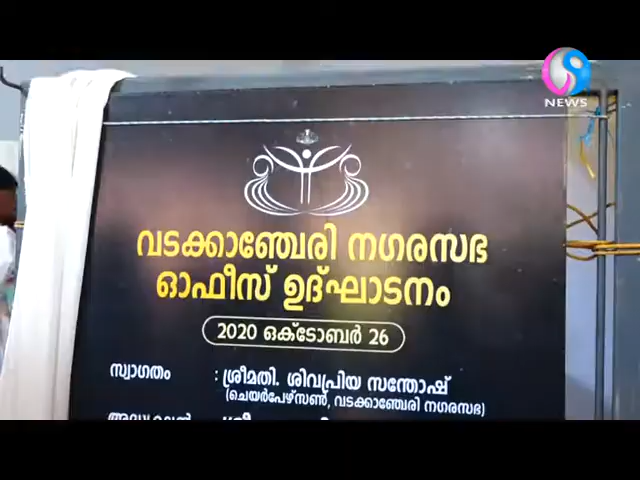 NEWS
വടക്കാഞ്ചേരി നഗരസഭ
ഓഫീസ് ഉദ്ഘാടനം
2020 ഒക്ടോബർ 26
സ്വാഗതം : ശ്രീമതി. ശിവപ്രിയ സന്തോഷ്
(ചെയർപേഴ്സൺ, വടക്കാഞ്ചേരി നഗരസഭ)